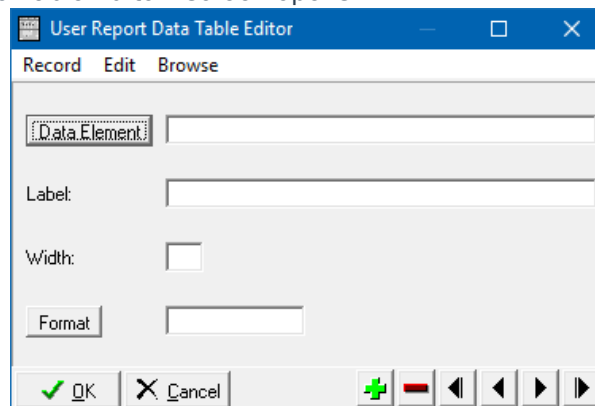 User Report Data Table Editor
Record Edit Browse
Data Element
Label:
Width:
Format
OK Cancel